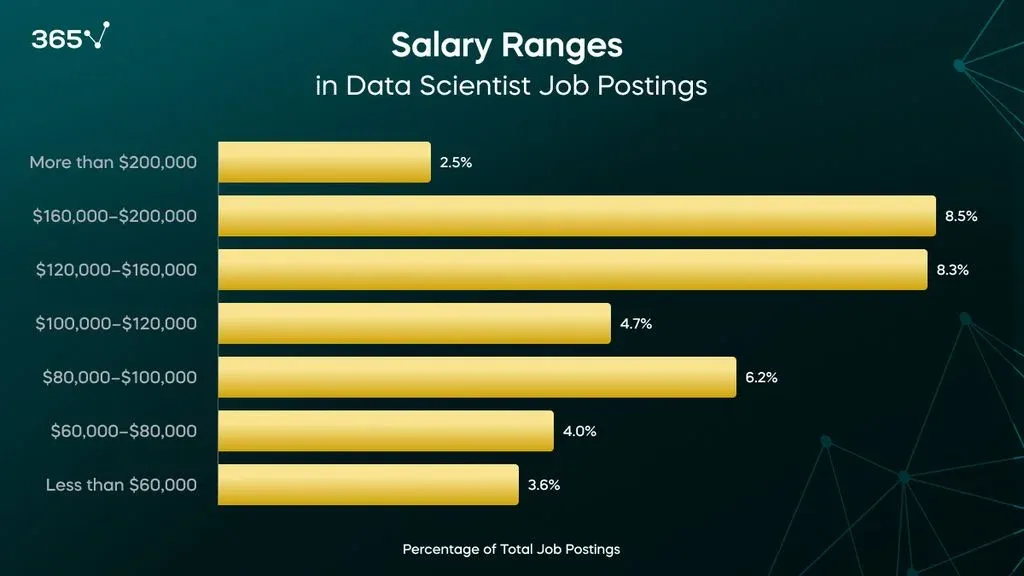 365
Salary Ranges
in Data Scientist Job Postings
More than $200,000 2.5%
$160,000–$200,000 8.5%
$120,000–$160,000 8.3%
$100,000–$120,000 4.7%
$80,000–$100,000 6.2%
$60,000–$80,000 4.0%
Less than $60,000 3.6%
Percentage of Total Job Postings